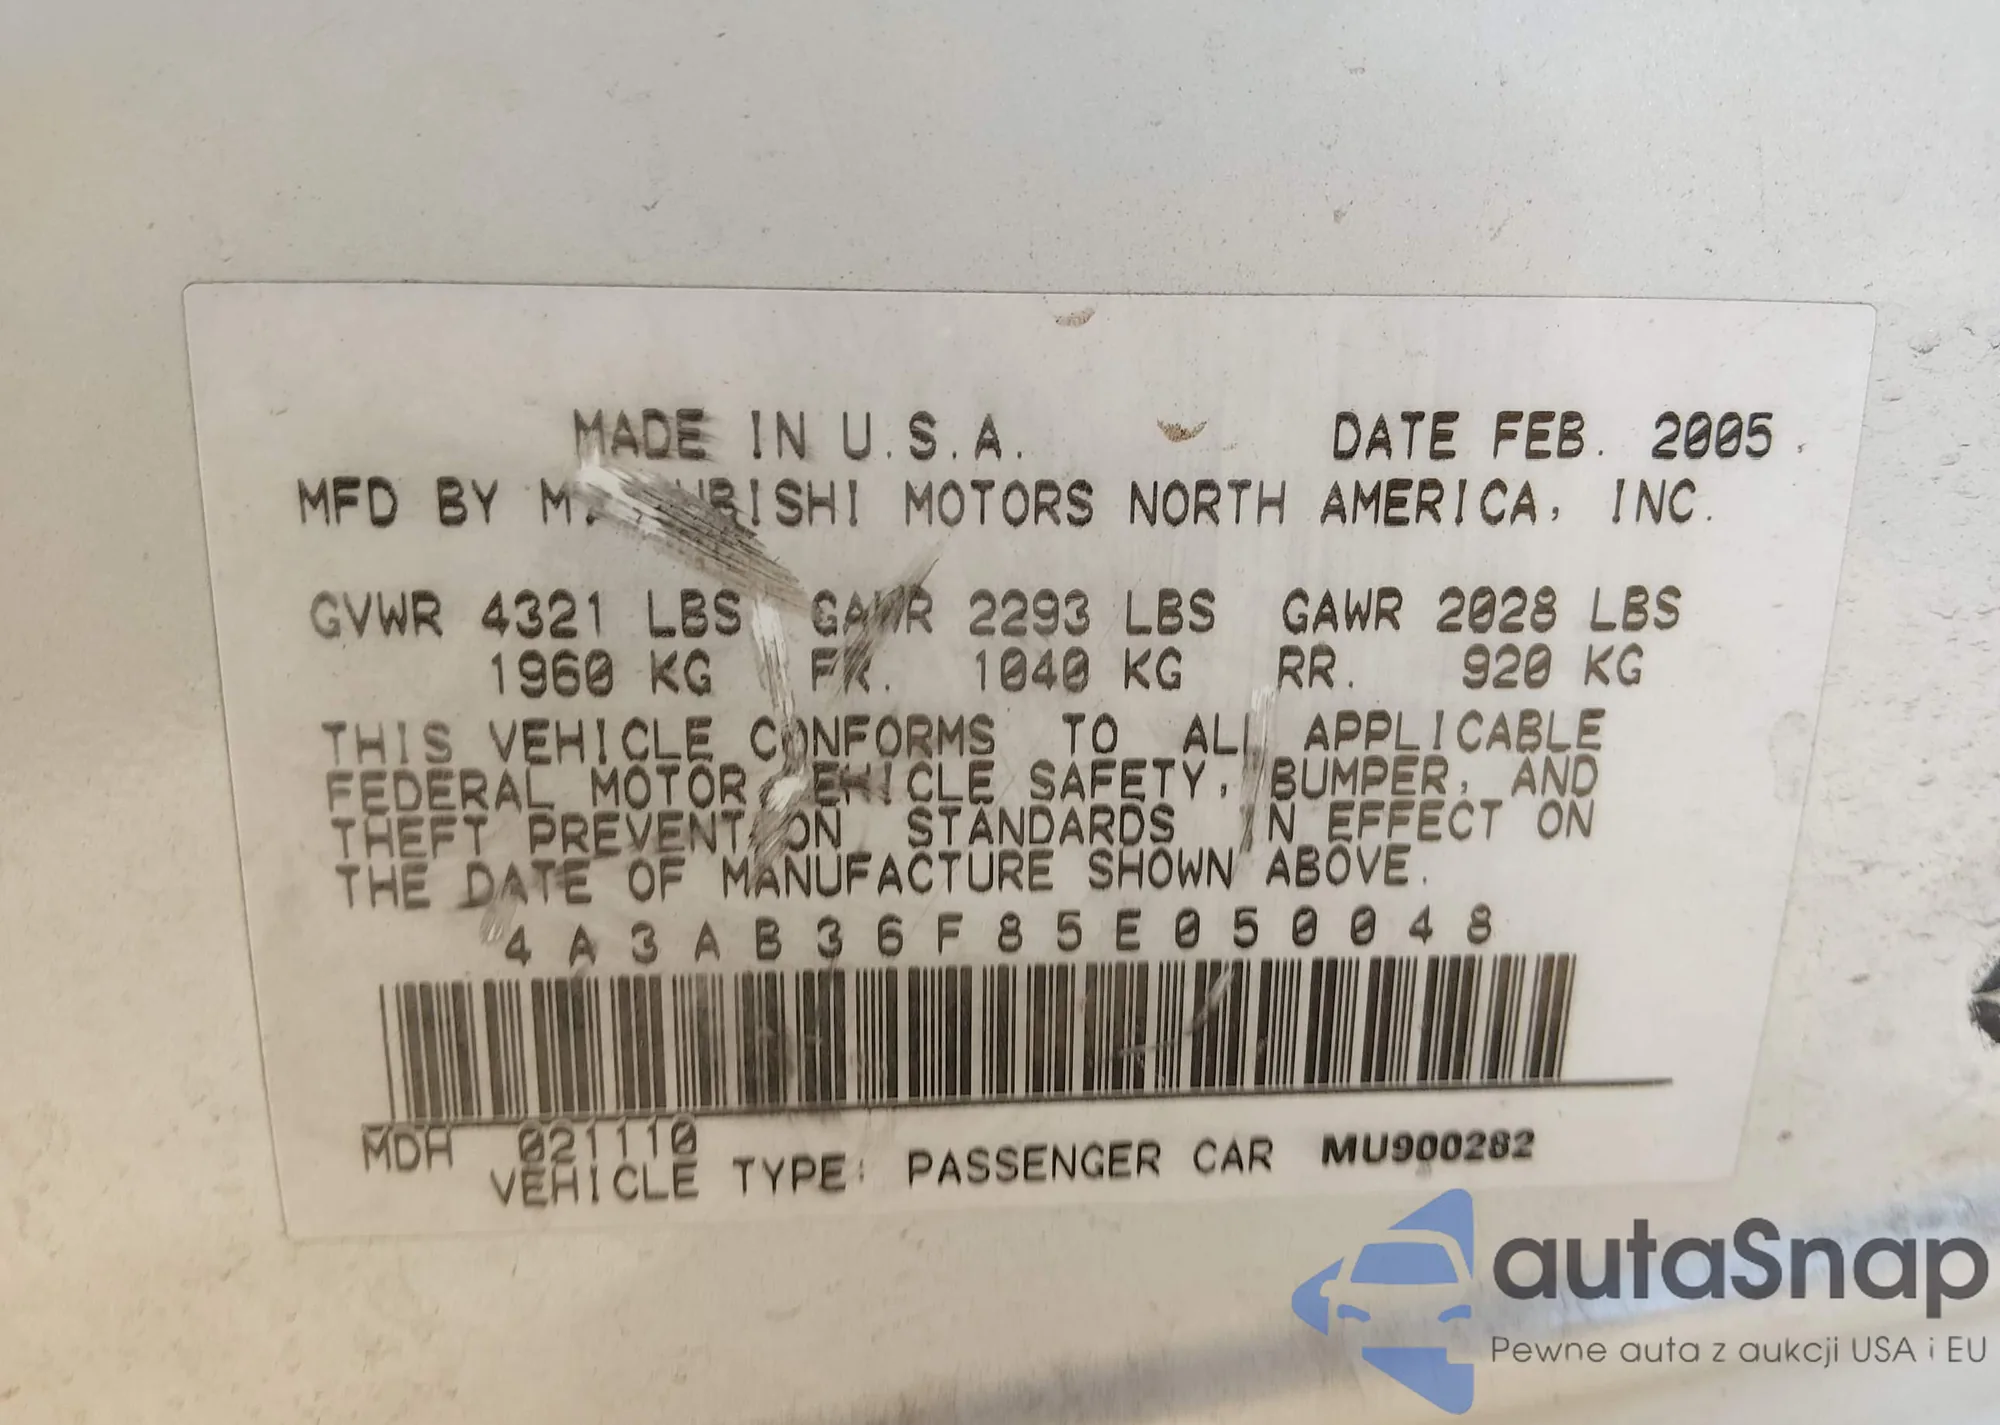 MADE IN U.S.A. DATE FEB. 2005
MFD BY MITSUBISHI MOTORS NORTH AMERICA, INC.
GVWR 4321 LBS GAWR 2293 LBS GAWR 2028 LBS
1960 KG FR. 1040 KG RR. 920 KG
THIS VEHICLE CONFORMS TO ALL APPLICABLE
FEDERAL MOTOR VEHICLE SAFETY, BUMPER, AND
THEFT PREVENTION STANDARDS IN EFFECT ON
THE DATE OF MANUFACTURE SHOWN ABOVE.
4A3AB36F85E050048
MDH 021110
VEHICLE TYPE: PASSENGER CAR MU900282
autaSnap
Pewne auta z aukcji USA i EU